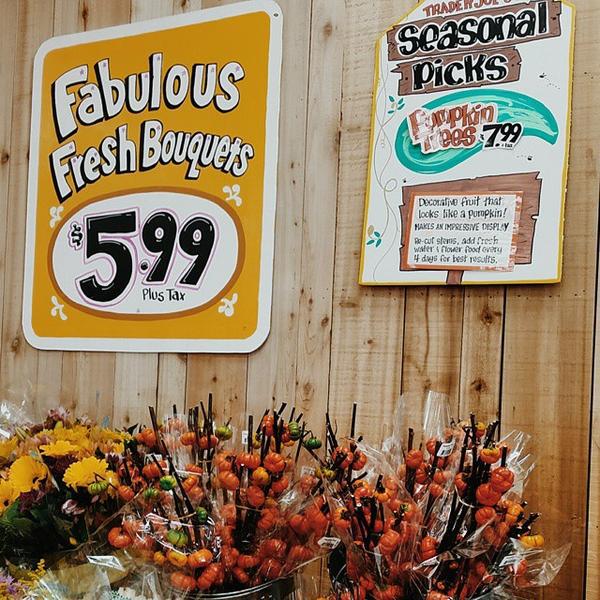 Fabulous
Fresh Bouquets
$5.99
Plus Tax
TRADER JOE'S
Seasonal
Picks
Pumpkin
Trees $7.99
Decorative fruit that
looks like a pumpkin!
MAKES AN IMPRESSIVE DISPLAY
Re-cut stems, add fresh
water & flower food every
4 days for best results.